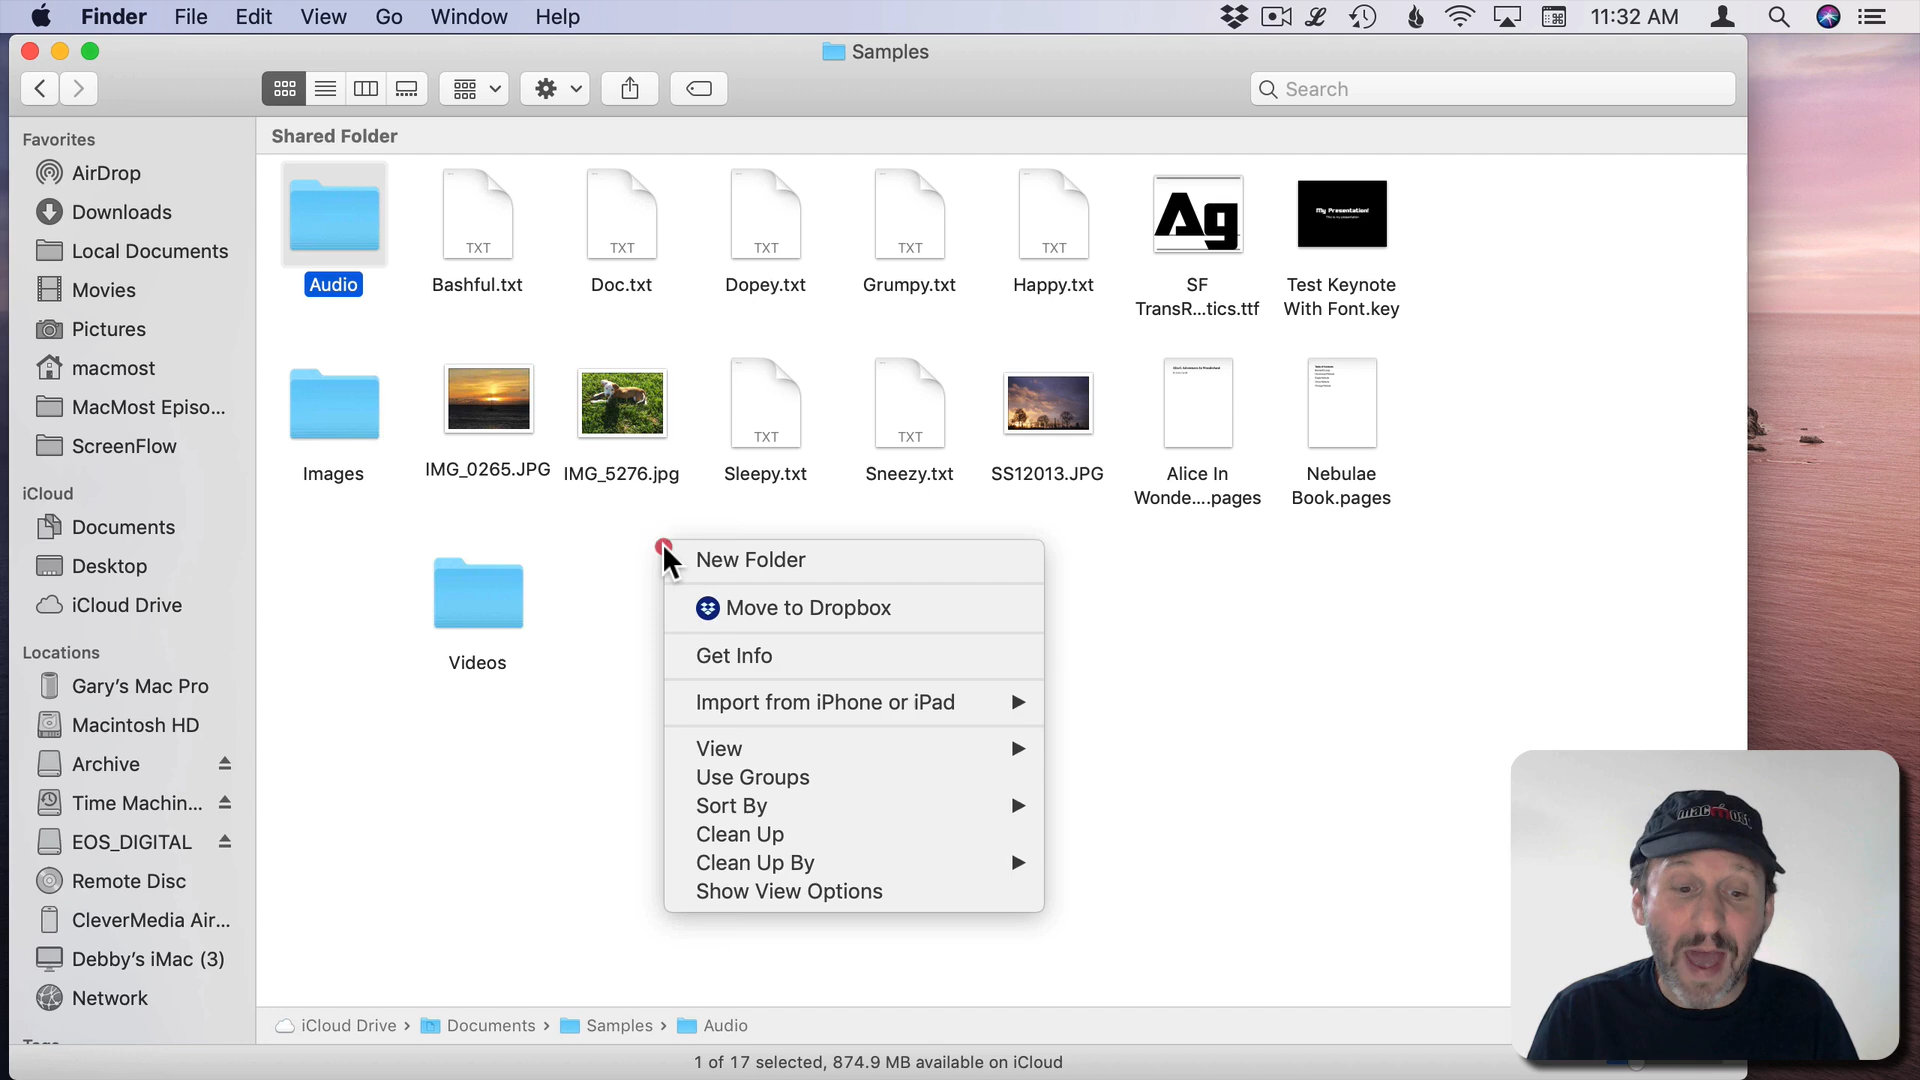 Finder File Edit View Go Window Help 11:32 AM
Samples
Search
Favorites
AirDrop
Downloads
Local Documents
Movies
Pictures
macmost
MacMost Episo...
ScreenFlow
iCloud
Documents
Desktop
iCloud Drive
Locations
Gary’s Mac Pro
Macintosh HD
Archive
Time Machin...
EOS_DIGITAL
Remote Disc
CleverMedia Air...
Debby’s iMac (3)
Network
Tags
Shared Folder
TXT TXT TXT TXT TXT Ag My Presentation!
Audio Bashful.txt Doc.txt Dopey.txt Grumpy.txt Happy.txt SF Test Keynote
TransR...tics.ttf With Font.key
TXT TXT
Images IMG_0265.JPG IMG_5276.jpg Sleepy.txt Sneezy.txt SS12013.JPG Alice In Nebulae
Wonde....pages Book.pages
Videos
New Folder
Move to Dropbox
Get Info
Import from iPhone or iPad
View
Use Groups
Sort By
Clean Up
Clean Up By
Show View Options
macmost
iCloud Drive › Documents › Samples › Audio
1 of 17 selected, 874.9 MB available on iCloud